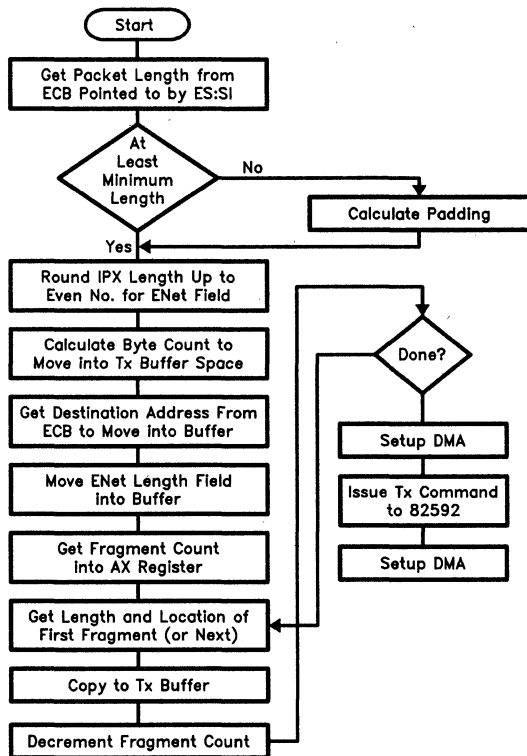 Start
Get Packet Length from
ECB Pointed to by ES:SI
At
Least
Minimum
Length
No
Calculate Padding
Yes
Round IPX Length Up to
Even No. for ENet Field
Calculate Byte Count to
Move into Tx Buffer Space
Get Destination Address From
ECB to Move into Buffer
Move ENet Length Field
into Buffer
Get Fragment Count
into AX Register
Get Length and Location of
First Fragment (or Next)
Copy to Tx Buffer
Decrement Fragment Count
Done?
Setup DMA
Issue Tx Command
to 82592
Setup DMA